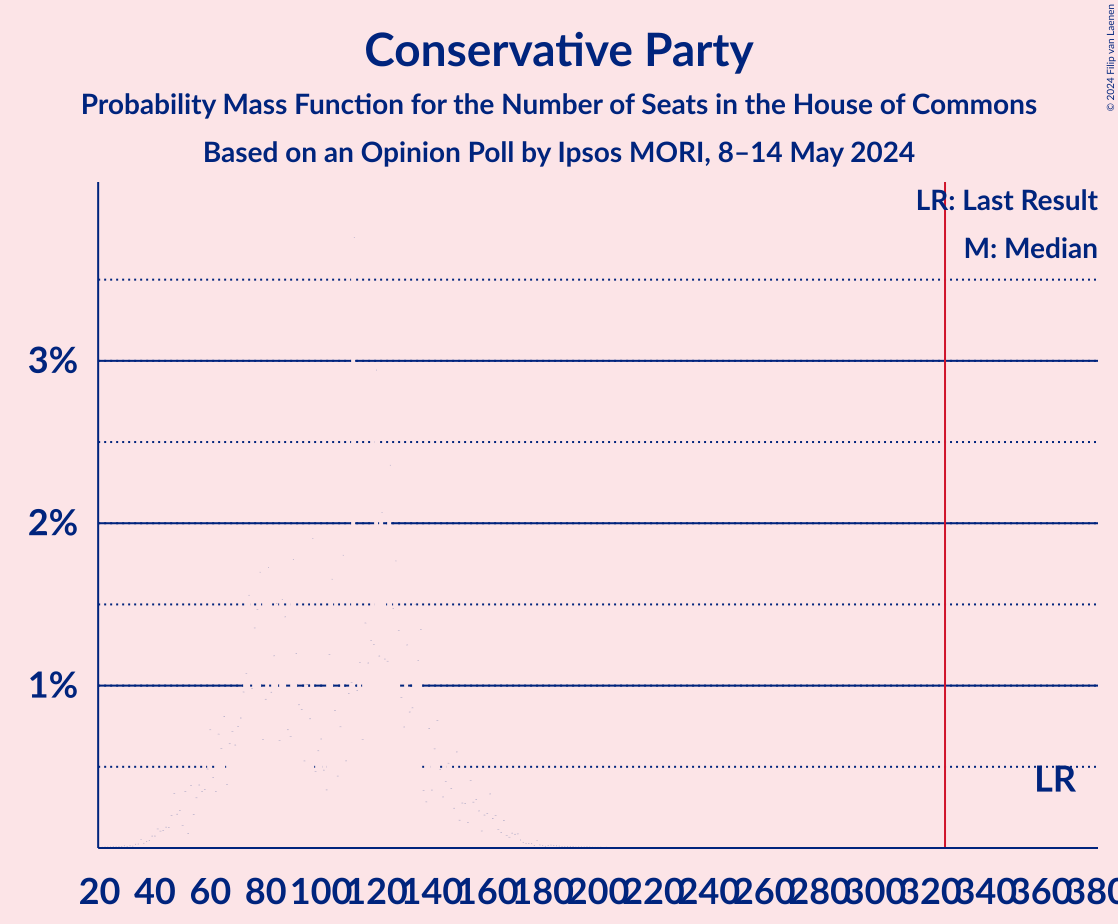 Conservative Party
Probability Mass Function for the Number of Seats in the House of Commons
Based on an Opinion Poll by Ipsos MORI, 8–14 May 2024
© 2024 Filip van Laenen
LR: Last Result
M: Median
3%
2%
1%
LR
20 40 60 80 100 120 140 160 180 200 220 240 260 280 300 320 340 360 380